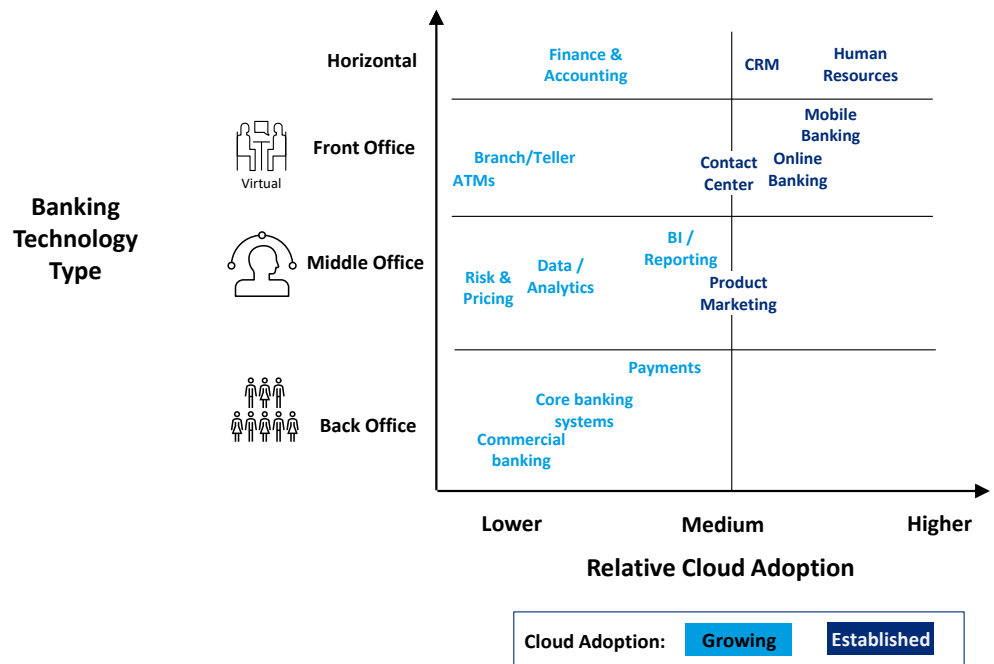 Horizontal
Finance &
Accounting
CRM
Human
Resources
Front Office
Virtual
Mobile
Banking
Branch/Teller
ATMs
Contact
Center
Online
Banking
Banking
Technology
Type
Middle Office
BI /
Reporting
Data /
Analytics
Risk &
Pricing
Product
Marketing
Back Office
Payments
Core banking
systems
Commercial
banking
Lower
Medium
Higher
Relative Cloud Adoption
Cloud Adoption: Growing Established